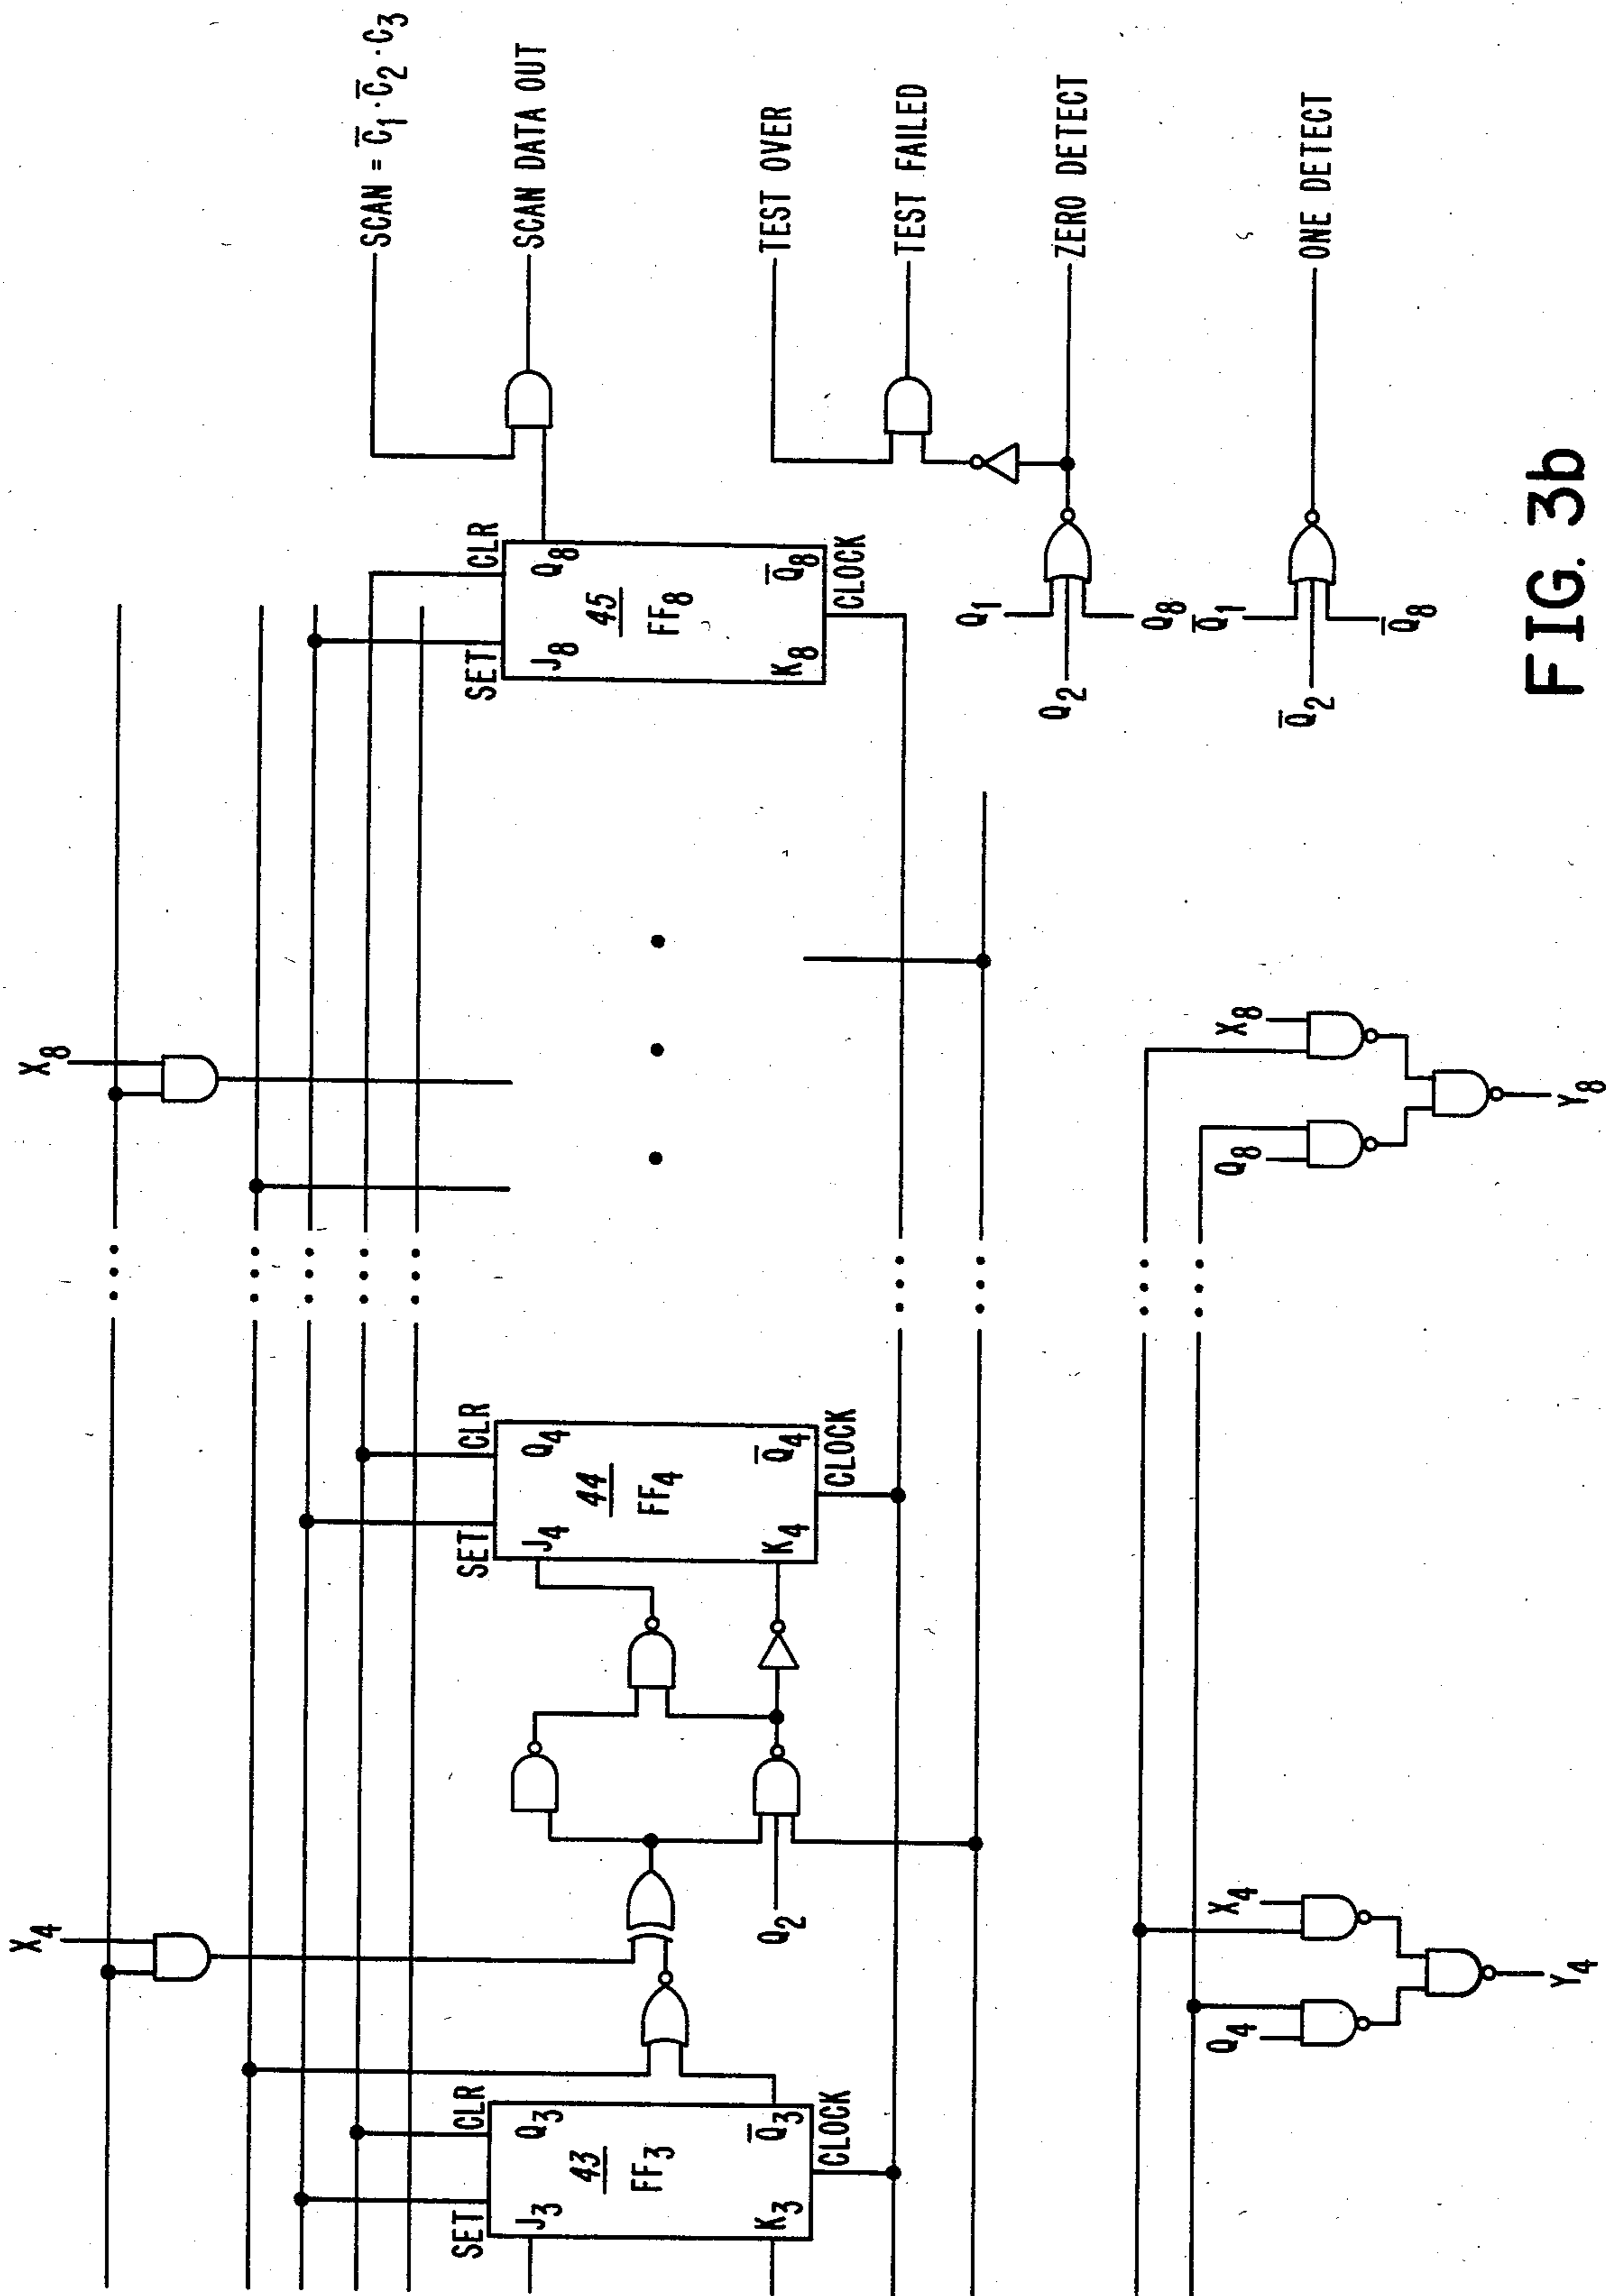 X₄
X₈
SCAN = C̅₁·C̅₂·C₃
SCAN DATA OUT
SET
CLR
J₃
Q₃
43
FF₃
K₃
Q̅₃
CLOCK
Q₂
SET
CLR
J₄
Q₄
44
FF₄
K₄
Q̅₄
CLOCK
SET
CLR
J₈
Q₈
45
FF₈
K₈
Q̅₈
CLOCK
TEST OVER
TEST FAILED
Q₁
Q₂
Q₈
ZERO DETECT
Q̅₁
Q̅₂
Q̅₈
ONE DETECT
Q₄
X₄
Y₄
Q₈
X₈
Y₈
FIG. 3b